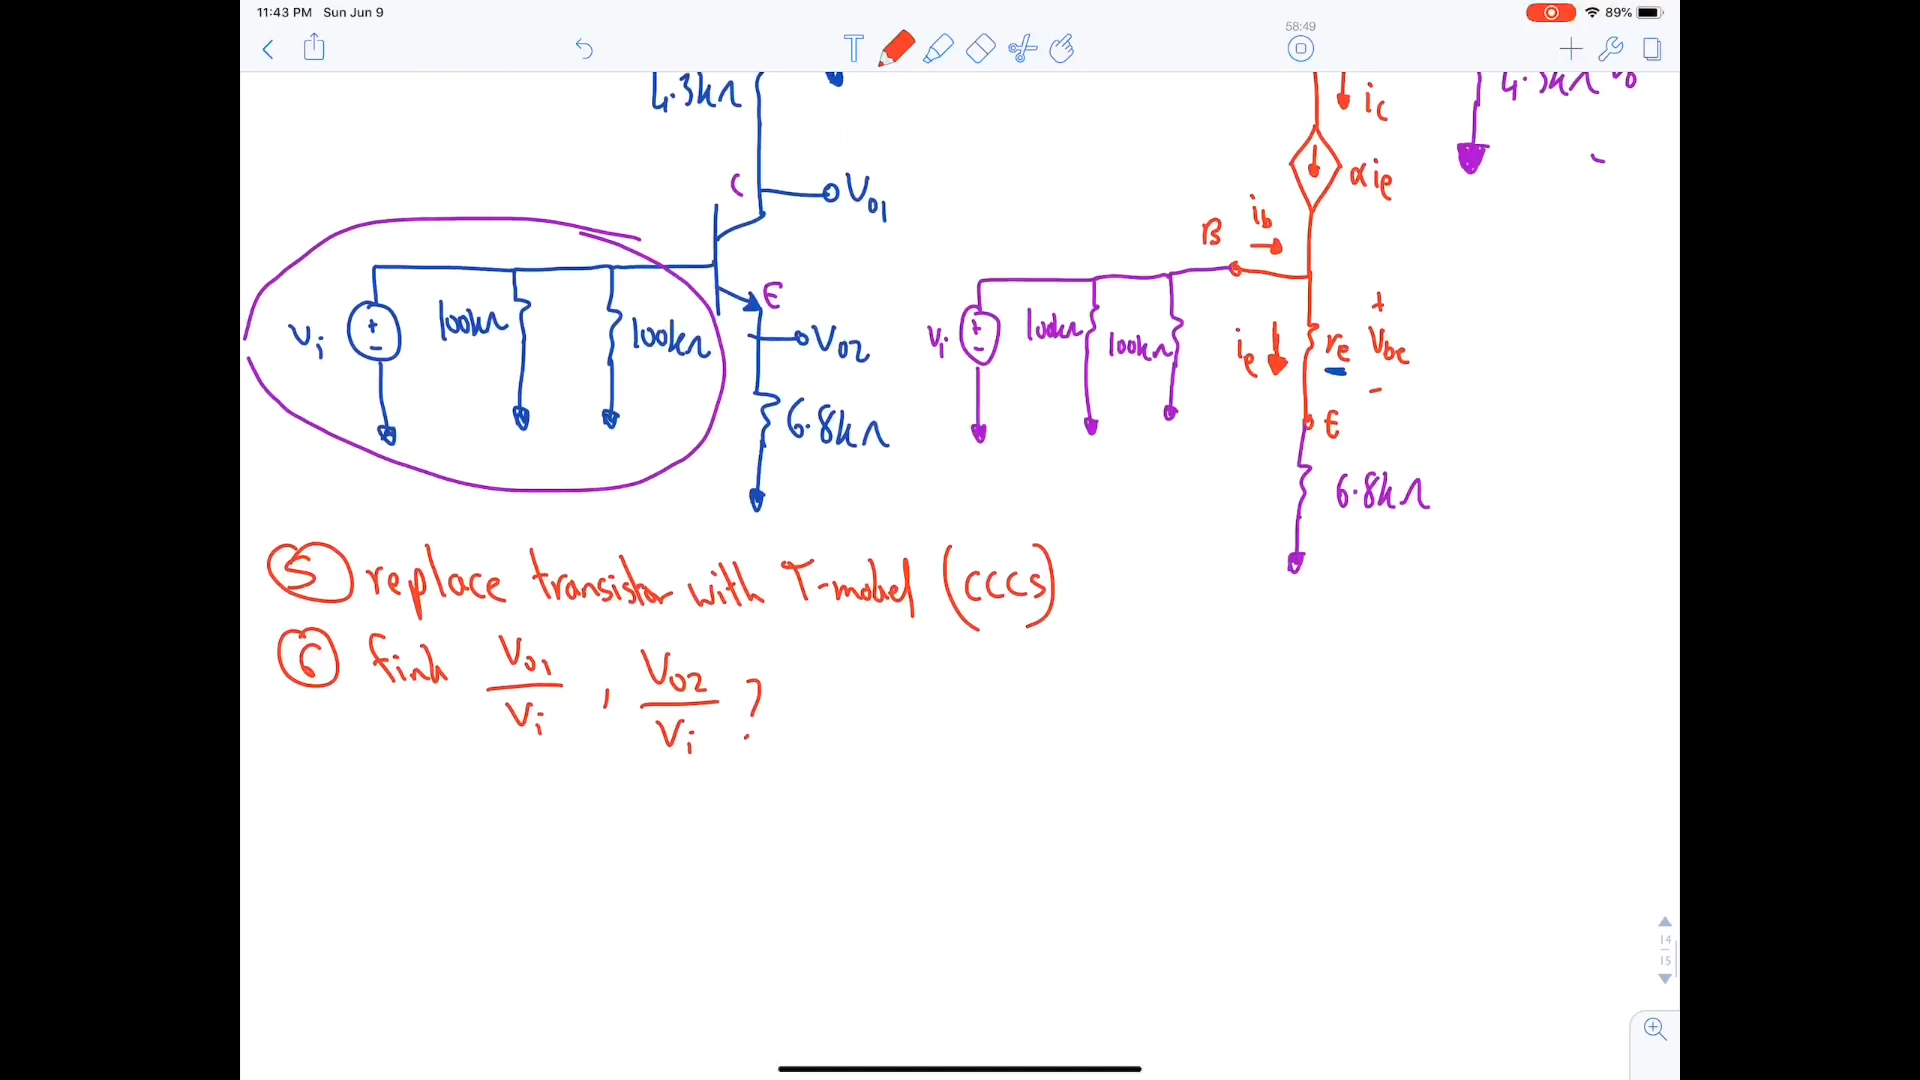 11:43 PM Sun Jun 9
89%
58:49
T
4.3kΩ
ic
αie
C
Vo1
B
ib
E
Vi
+
-
100kΩ
100kΩ
Vo2
6.8kΩ
Vi
+
-
100kΩ
100kΩ
ie
re
+
Vbe
-
E
6.8kΩ
4.3kΩ
-
5 replace transistor with T-model (CCCS)
6 find Vo1/Vi , Vo2/Vi ?
14
15